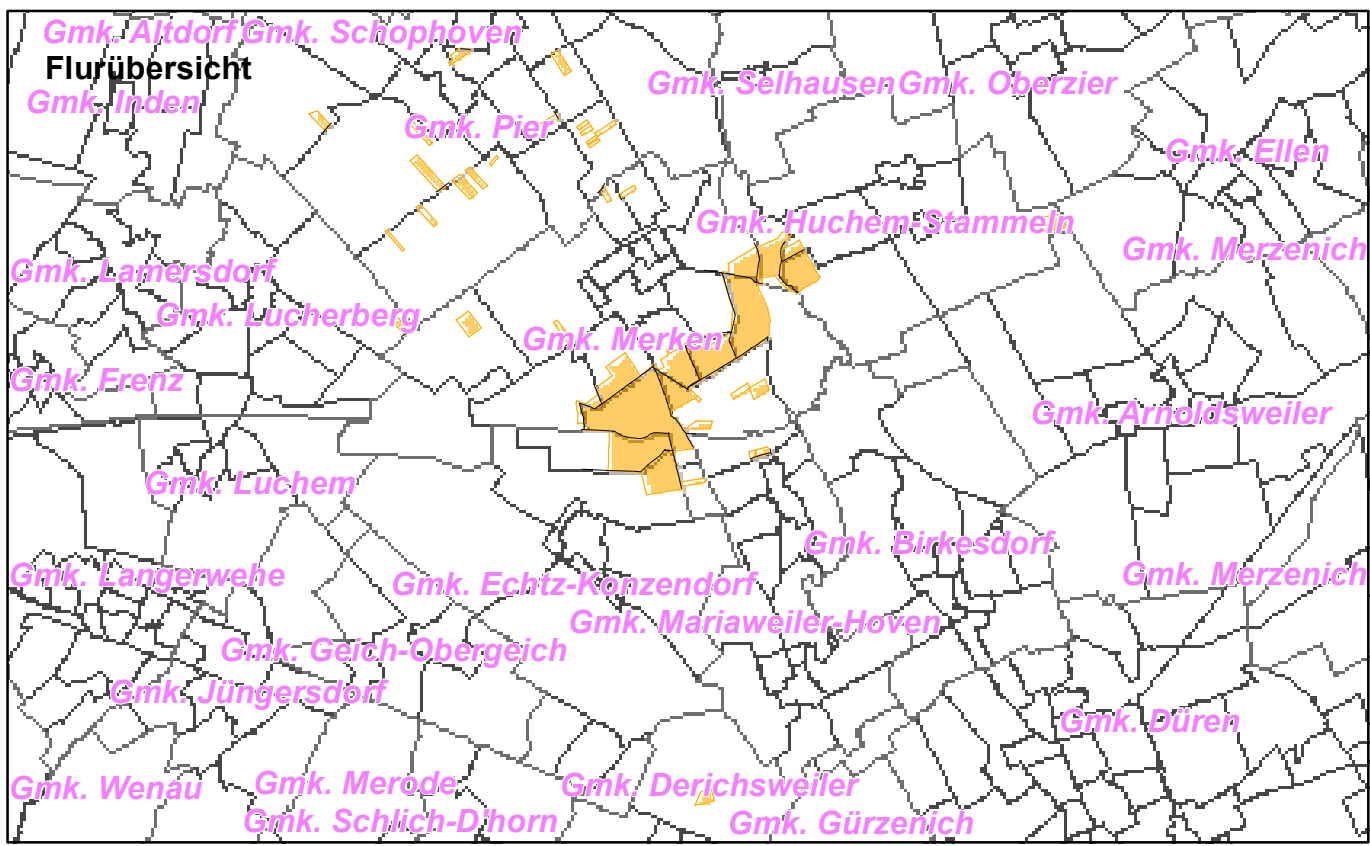 Gmk. Altdorf Gmk. Schophoven
Flurübersicht
Gmk. Selhausen Gmk. Oberzier
Gmk. Inden
Gmk. Pier
Gmk. Ellen
Gmk. Huchem-Stammeln
Gmk. Merzenich
Gmk. Lamersdorf
Gmk. Lucherberg
Gmk. Merken
Gmk. Frenz
Gmk. Arnoldsweiler
Gmk. Luchem
Gmk. Birkesdorf
Gmk. Langerwehe
Gmk. Echtz-Konzendorf
Gmk. Merzenich
Gmk. Mariaweiler-Hoven
Gmk. Geich-Obergeich
Gmk. Jüngersdorf
Gmk. Düren
Gmk. Wenau
Gmk. Merode
Gmk. Derichsweiler
Gmk. Schlich-D'horn
Gmk. Gürzenich